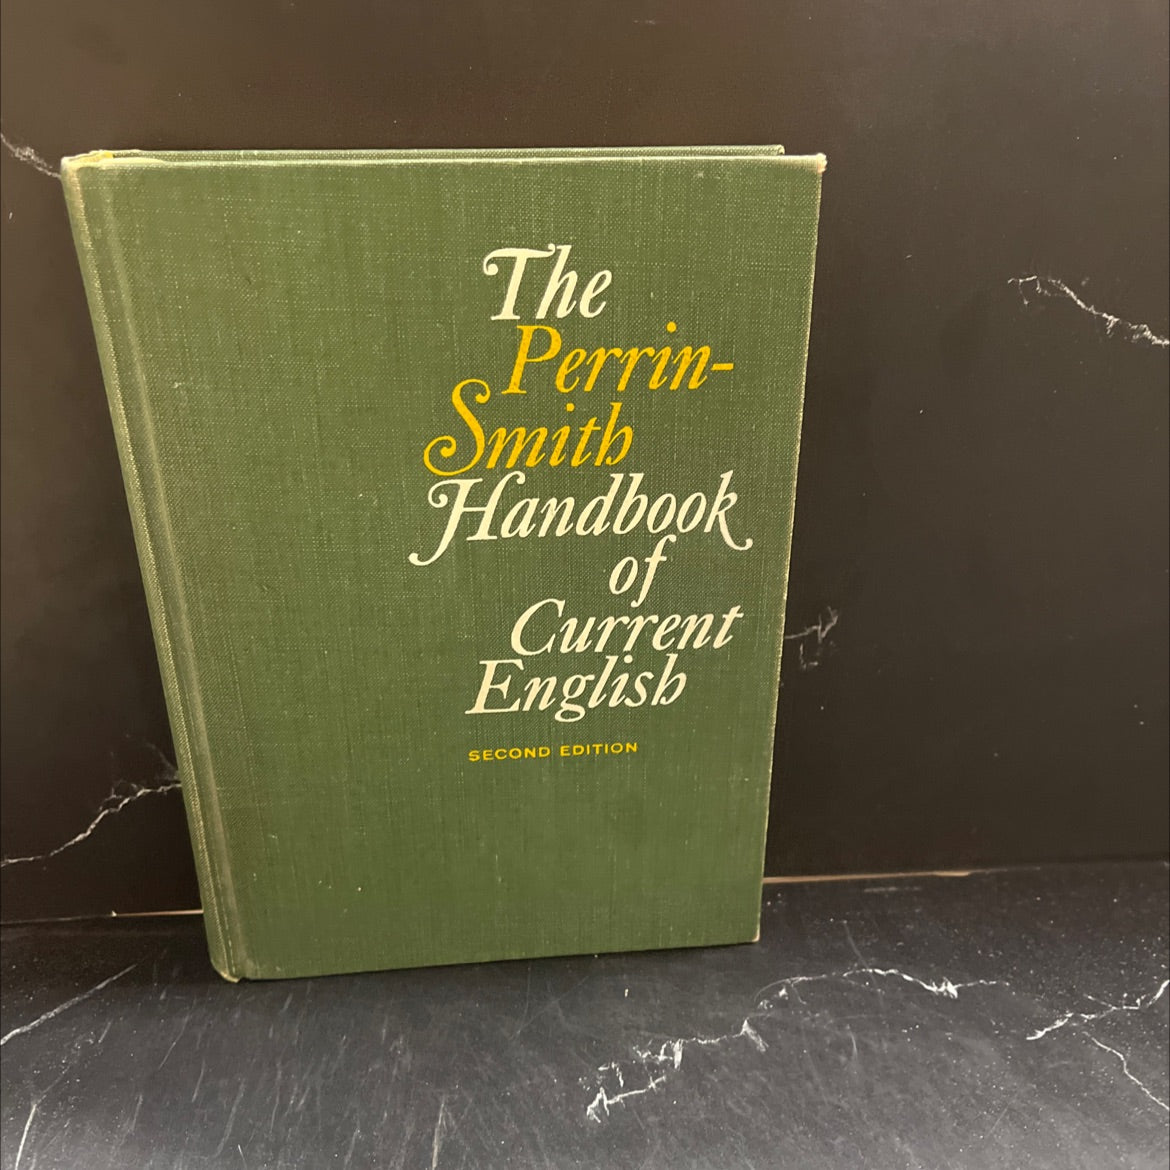 The
Perrin-
Smith
Handbook
of
Current
English
SECOND EDITION